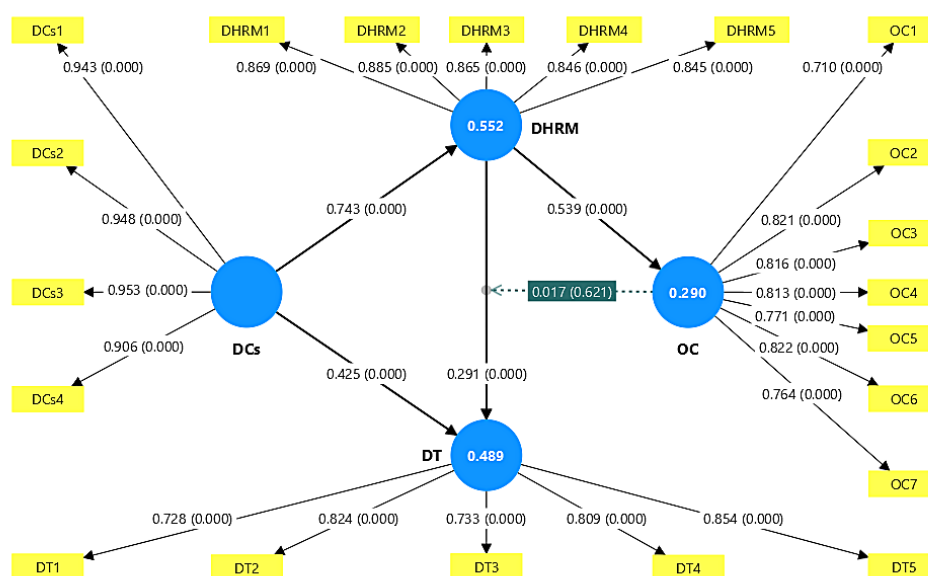 DCs1
DHRM1
DHRM2
DHRM3
DHRM4
DHRM5
OC1
0.943 (0.000)
0.869 (0.000)
0.885 (0.000)
0.865 (0.000)
0.846 (0.000)
0.845 (0.000)
0.710 (0.000)
0.552
DHRM
DCs2
OC2
0.948 (0.000)
0.743 (0.000)
0.539 (0.000)
0.821 (0.000)
OC3
0.816 (0.000)
DCs3
0.953 (0.000)
0.017 (0.621)
0.290
0.813 (0.000)
OC4
0.771 (0.000)
OC5
DCs
OC
0.906 (0.000)
0.822 (0.000)
0.425 (0.000)
0.291 (0.000)
0.764 (0.000)
DCs4
OC6
DT
0.489
OC7
0.728 (0.000)
0.824 (0.000)
0.733 (0.000)
0.809 (0.000)
0.854 (0.000)
DT1
DT2
DT3
DT4
DT5